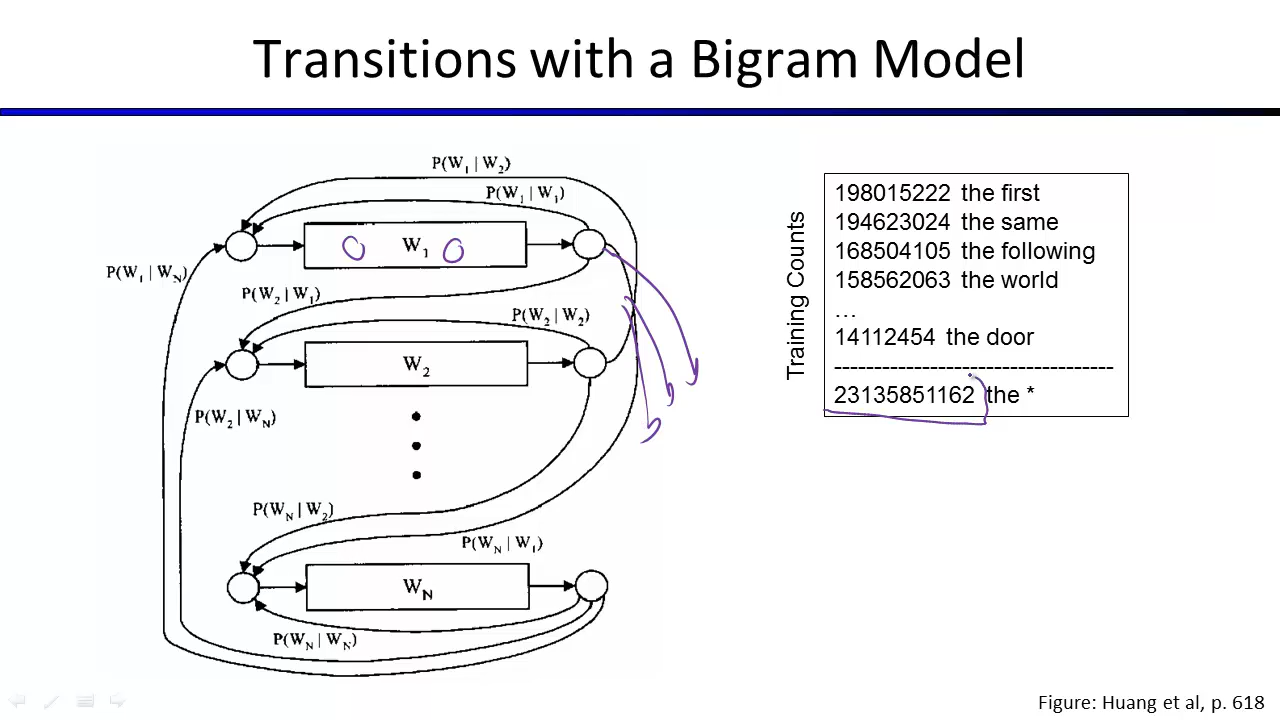 Transitions with a Bigram Model
P(W1 | W2)
P(W1 | W1)
W1
P(W1 | WN)
P(W2 | W1)
P(W2 | W2)
W2
P(W2 | WN)
P(WN | W2)
P(WN | W1)
WN
P(WN | WN)
Training Counts
198015222 the first
194623024 the same
168504105 the following
158562063 the world
…
14112454 the door
-----------------------------------
23135851162 the *
Figure: Huang et al, p. 618